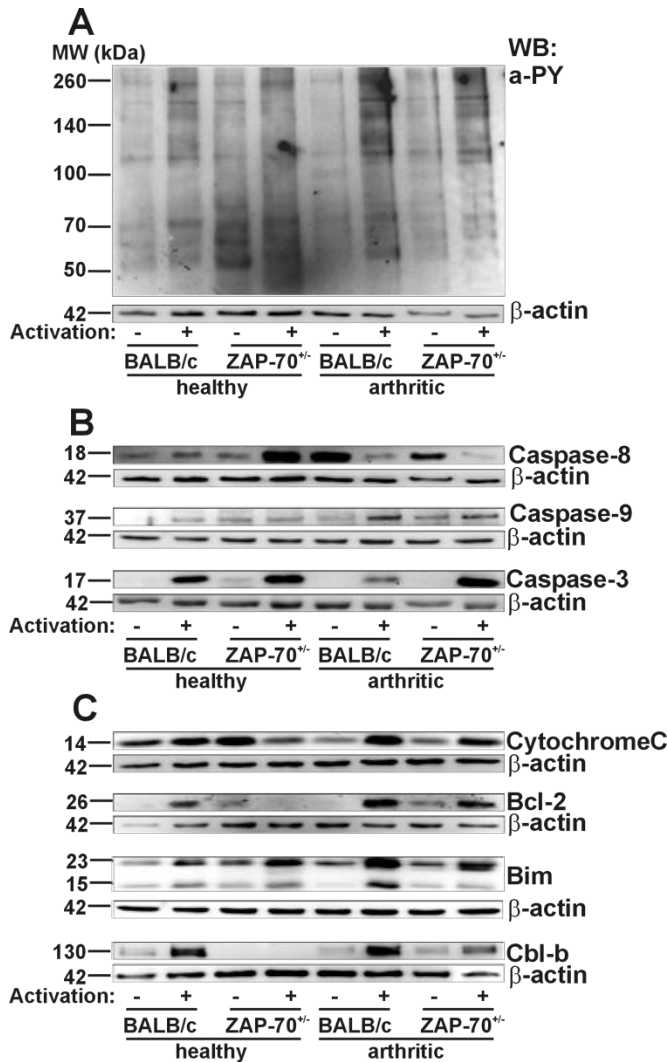 A
MW (kDa)
WB:
a-PY
260
140
100
70
50
42 β-actin
Activation: - + - + - + - +
BALB/c ZAP-70+/- BALB/c ZAP-70+/-
healthy arthritic
B
18 Caspase-8
42 β-actin
37 Caspase-9
42 β-actin
17 Caspase-3
42 β-actin
Activation: - + - + - + - +
BALB/c ZAP-70+/- BALB/c ZAP-70+/-
healthy arthritic
C
14 CytochromeC
42 β-actin
26 Bcl-2
42 β-actin
23
15 Bim
42 β-actin
130 Cbl-b
42 β-actin
Activation: - + - + - + - +
BALB/c ZAP-70+/- BALB/c ZAP-70+/-
healthy arthritic